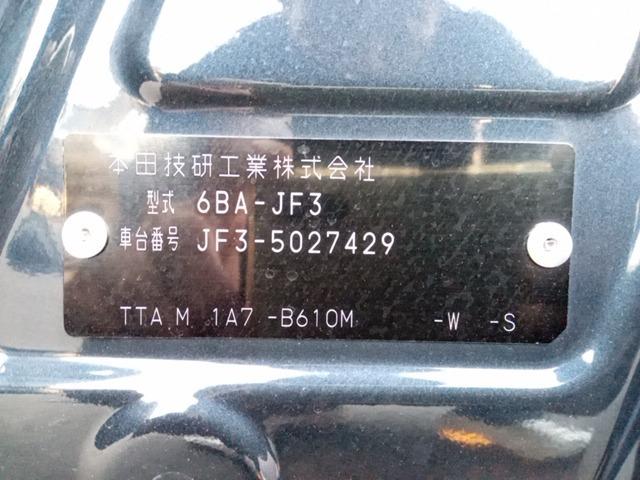 本田技研工業株式会社
型式 6BA-JF3
車台番号 JF3-5027429
TTA M 1A7 -B610M -W -S